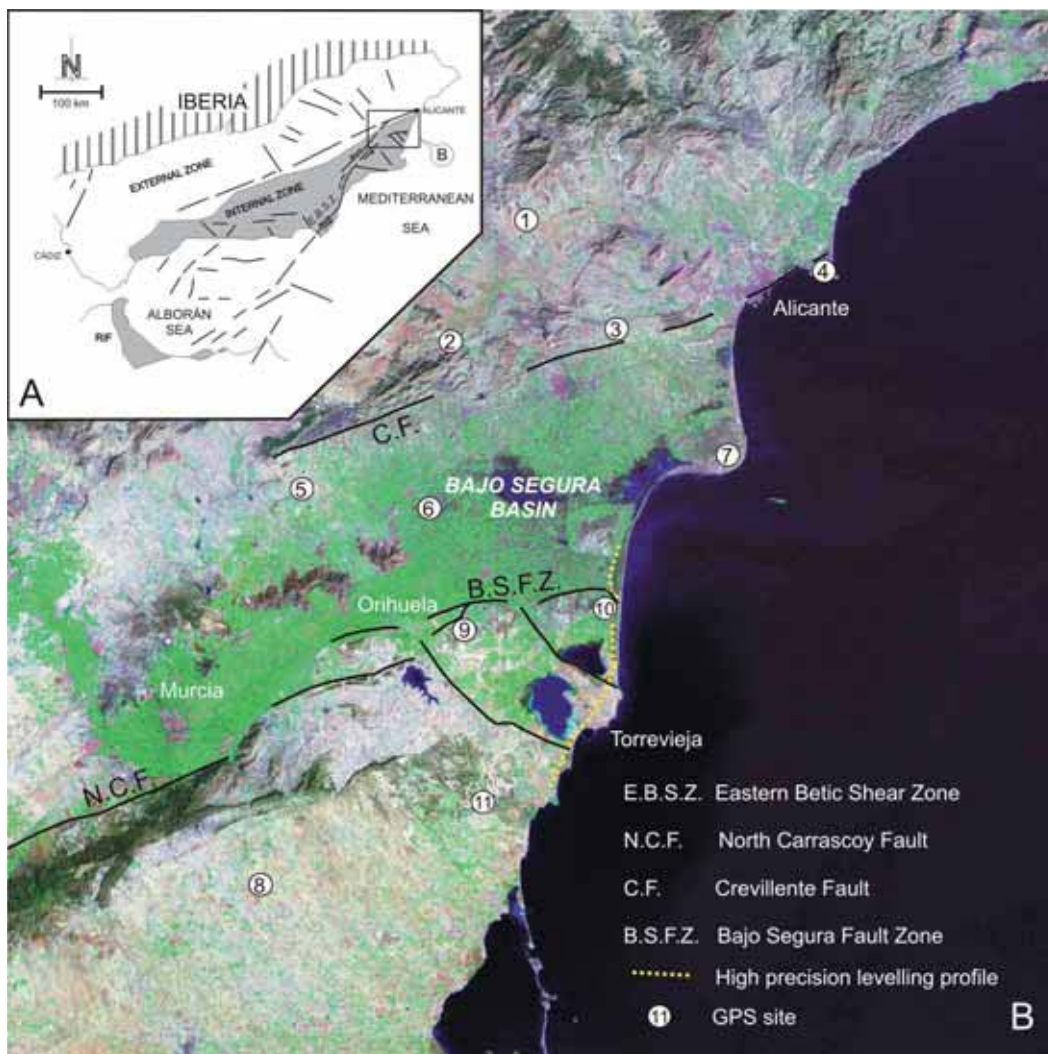 N
100 km
IBERIA
ALICANTE
B
EXTERNAL ZONE
INTERNAL ZONE
E.B.S.Z.
MEDITERRANEAN
SEA
CÁDIZ
ALBORÁN
SEA
RIF
A
1
4
Alicante
3
2
C.F.
7
5
BAJO SEGURA
BASIN
6
B.S.F.Z.
Orihuela
10
9
Murcia
Torrevieja
N.C.F.
11
8
E.B.S.Z. Eastern Betic Shear Zone
N.C.F. North Carrascoy Fault
C.F. Crevillente Fault
B.S.F.Z. Bajo Segura Fault Zone
High precision levelling profile
11 GPS site
B